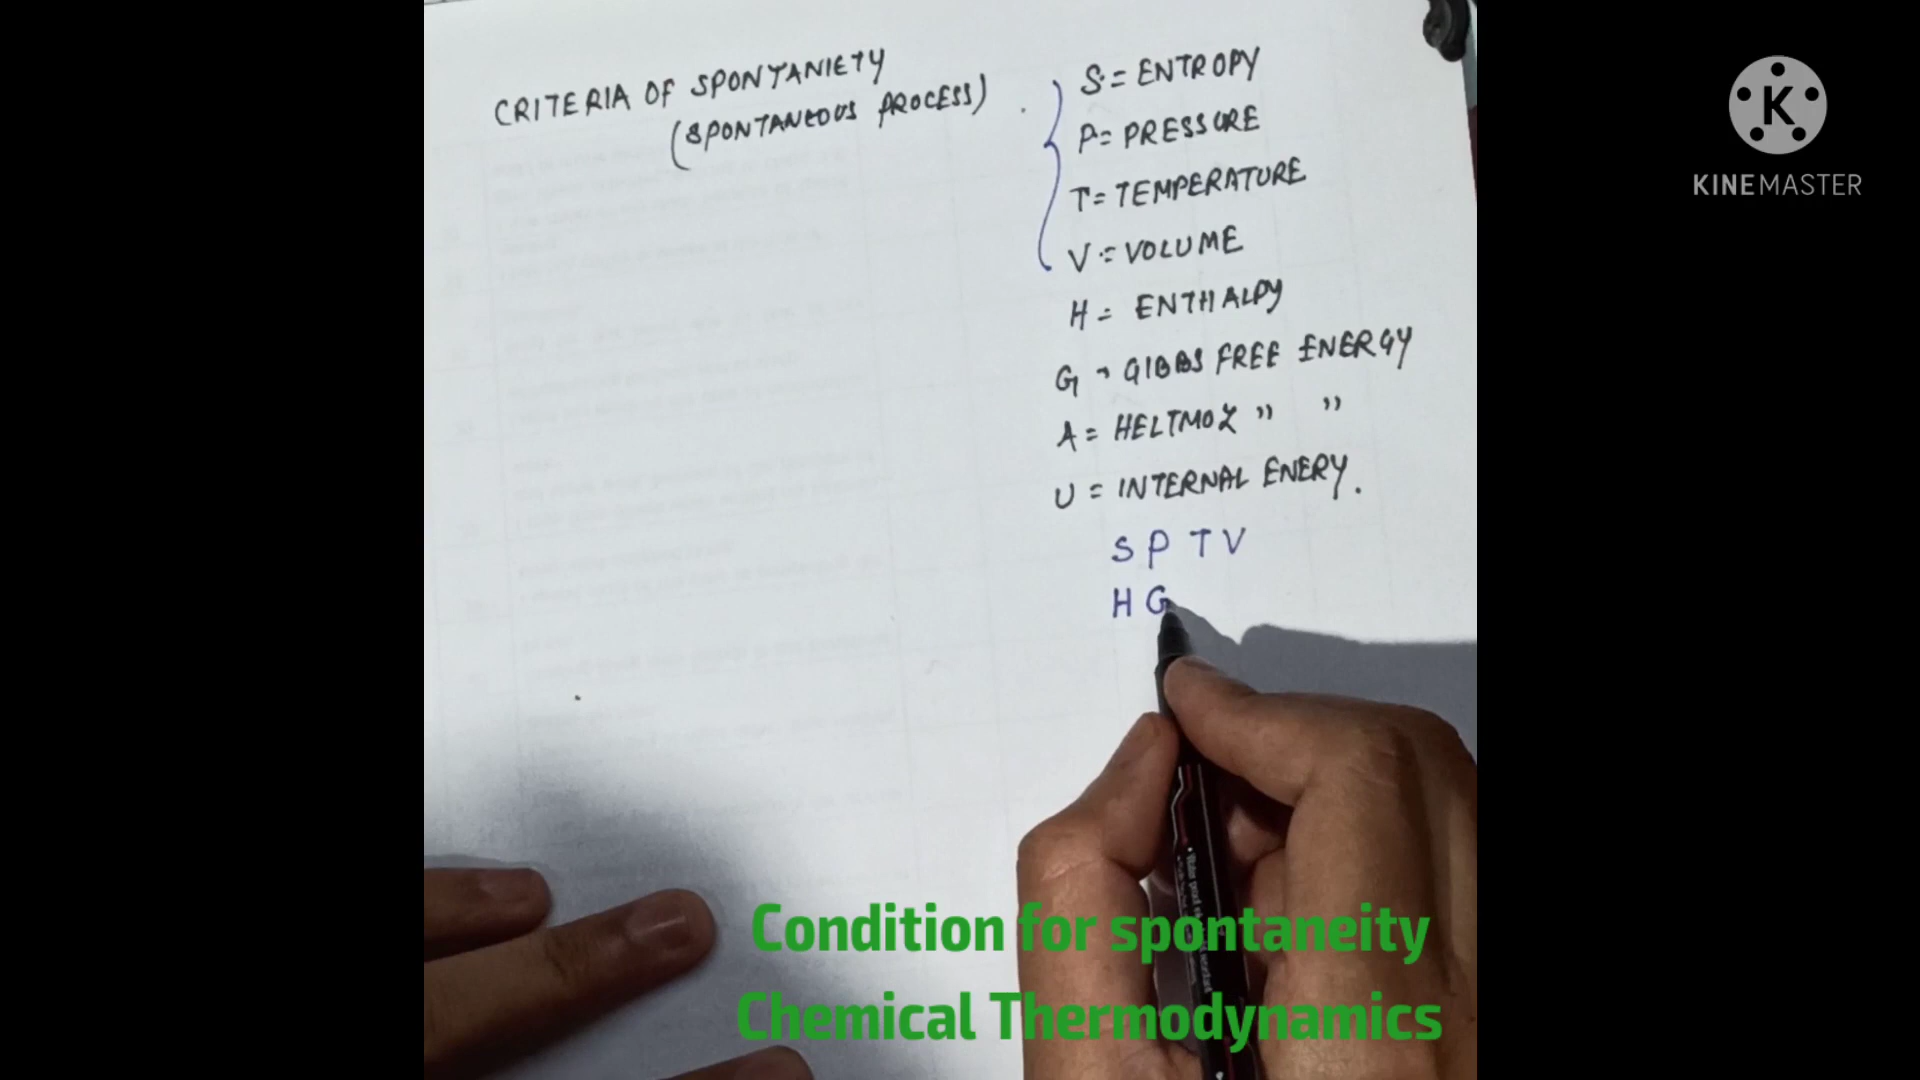 CRITERIA OF SPONTANIETY
(SPONTANEOUS PROCESS)
S = ENTROPY
P = PRESSURE
T = TEMPERATURE
V = VOLUME
H = ENTHALPY
G → GIBBS FREE ENERGY
A = HELTMOZ " "
U = INTERNAL ENERY.
S P T V
H G
K
KINEMASTER
Condition for spontaneity
Chemical Thermodynamics